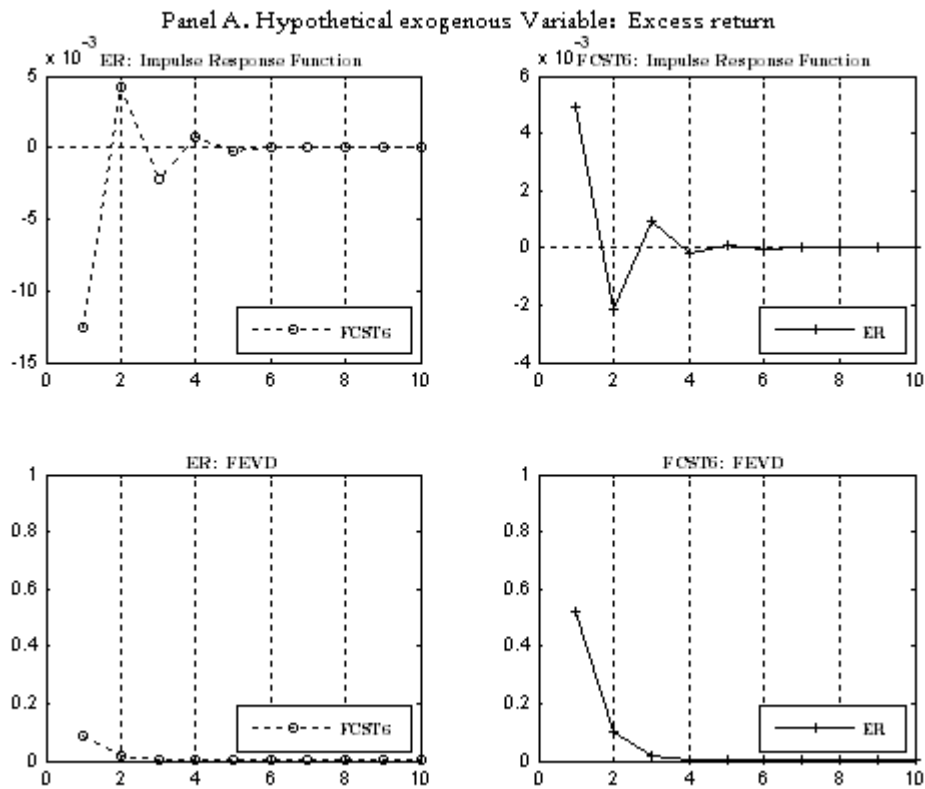 Panel A. Hypothetical exogenous Variable: Excess return
x 10⁻³ ER: Impulse Response Function
5
0
-5
-10
-15
0 2 4 6 8 10
FCST6
x 10⁻³ FCST6: Impulse Response Function
6
4
2
0
-2
-4
0 2 4 6 8 10
ER
ER: FEVD
1
0.8
0.6
0.4
0.2
0
0 2 4 6 8 10
FCST6
FCST6: FEVD
1
0.8
0.6
0.4
0.2
0
0 2 4 6 8 10
ER